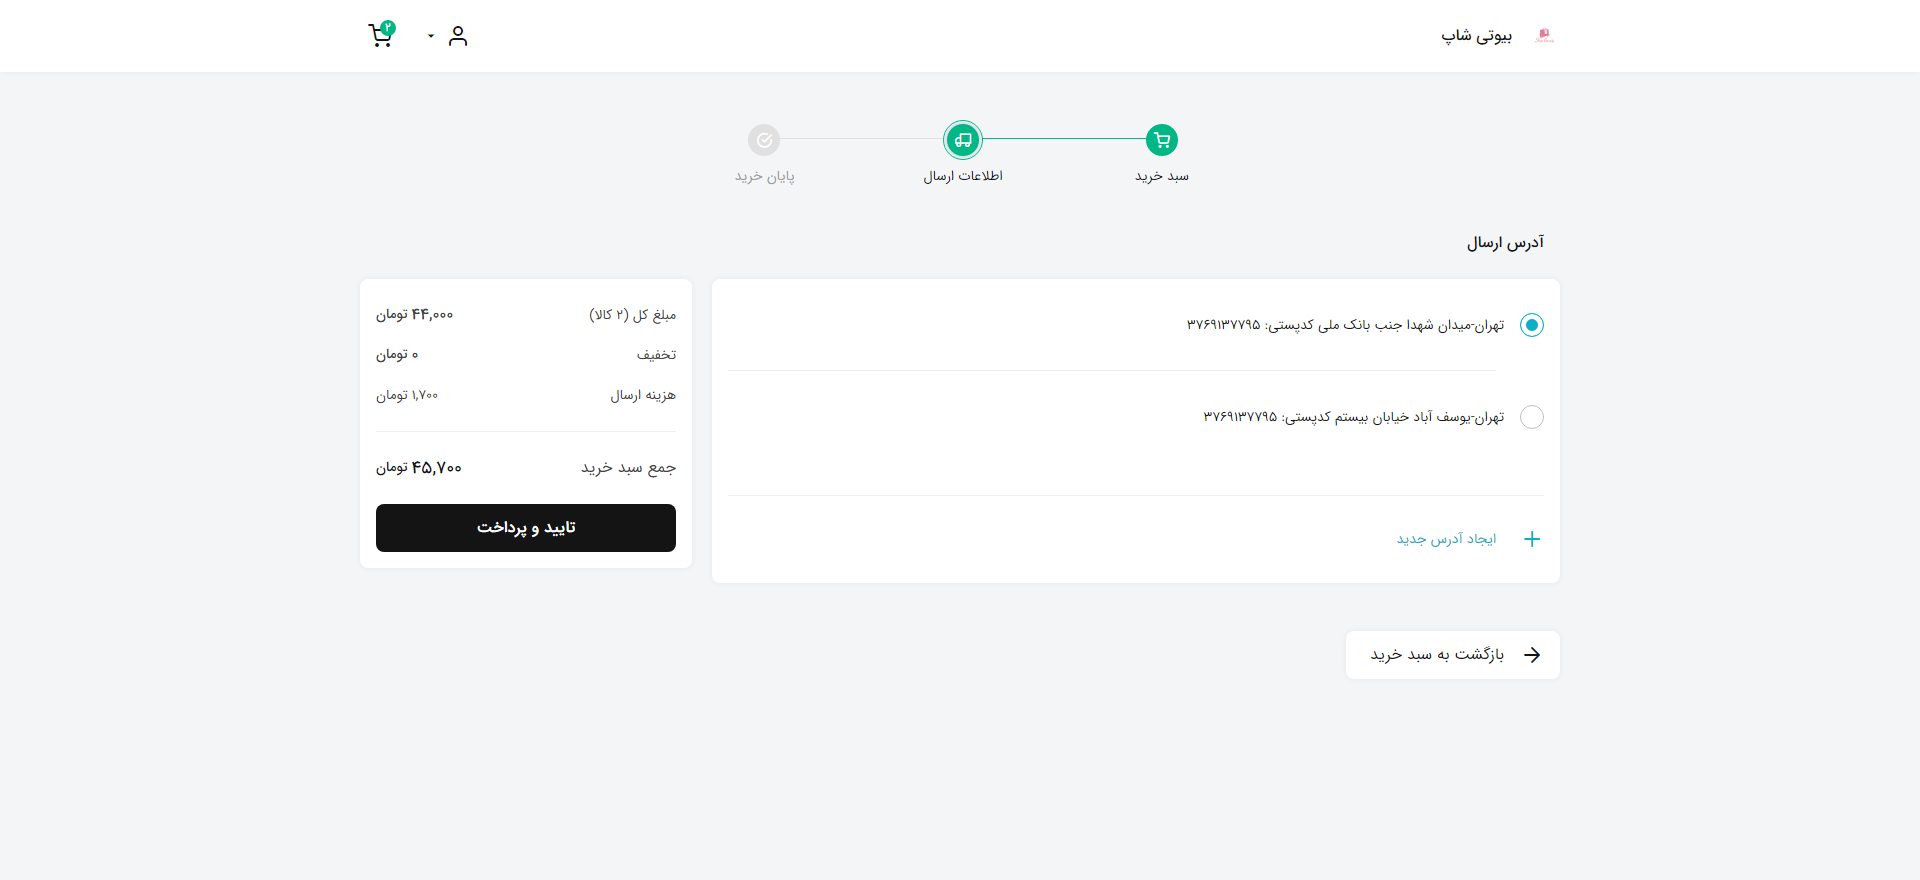 بیوتی شاپ
۲
سبد خرید
اطلاعات ارسال
پایان خرید
آدرس ارسال
تهران-میدان شهدا جنب بانک ملی کدپستی: ۳۷۶۹۱۳۷۷۹۵
تهران-یوسف آباد خیابان بیستم کدپستی: ۳۷۶۹۱۳۷۷۹۵
ایجاد آدرس جدید
مبلغ کل (۲ کالا) ۴۴,۰۰۰ تومان
تخفیف ۰ تومان
هزینه ارسال ۱,۷۰۰ تومان
جمع سبد خرید ۴۵,۷۰۰ تومان
تایید و پرداخت
بازگشت به سبد خرید